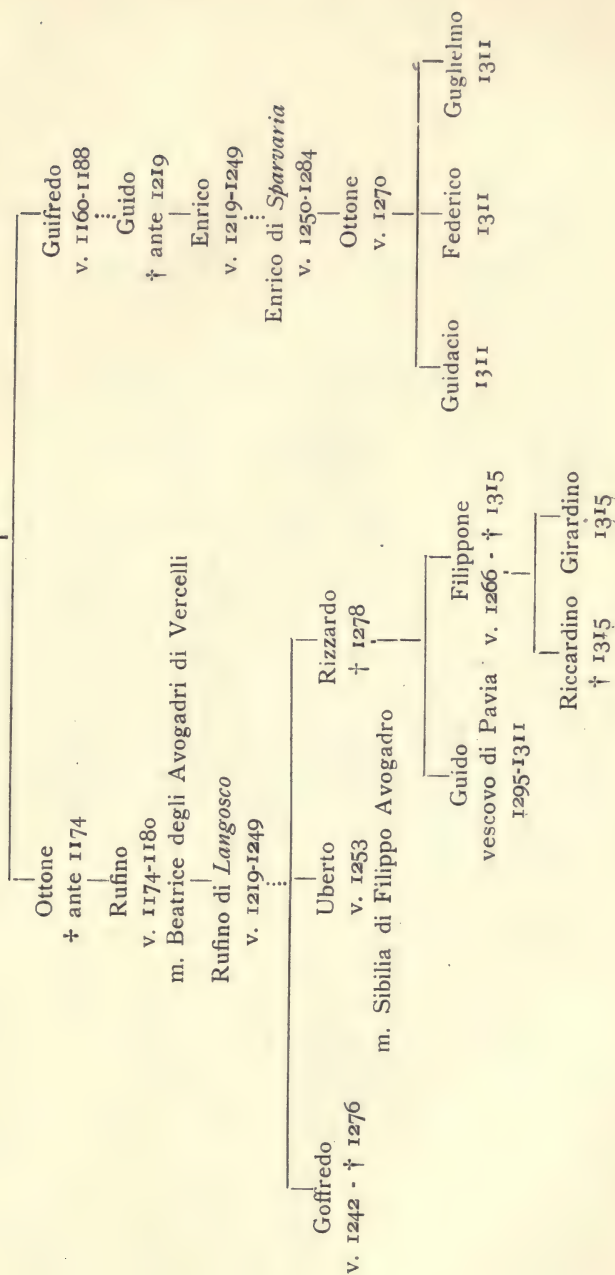 Ottone
† ante 1174
Rufino
v. 1174-1180
m. Beatrice degli Avogadri di Vercelli
Rufino di Langosco
v. 1219-1249
Goffredo
v. 1242 - † 1276
Uberto
v. 1253
m. Sibilia di Filippo Avogadro
Rizzardo
† 1278
Guido
vescovo di Pavia
1295-1311
Filippone
v. 1266 - † 1315
Riccardino
† 1315
Girardino
1315
Guifredo
v. 1160-1188
Guido
† ante 1219
Enrico
v. 1219-1249
Enrico di Sparvaria
v. 1250-1284
Ottone
v. 1270
Guidacio
1311
Federico
1311
Guglielmo
1311